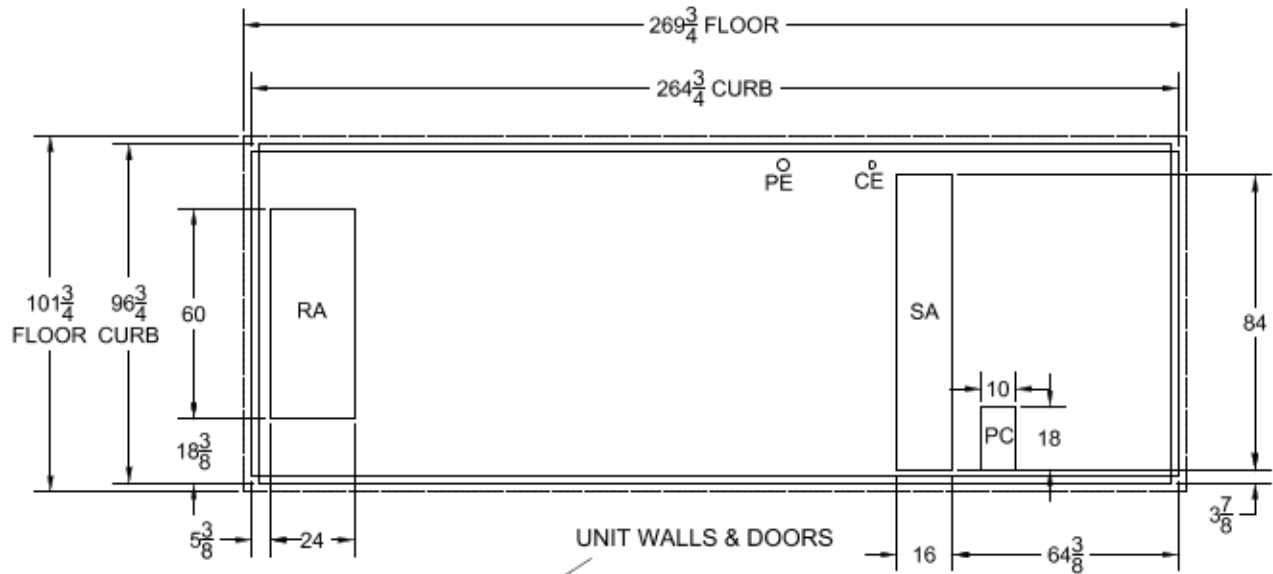 269 3/4 FLOOR
264 3/4 CURB
PE
CE
101 3/4
FLOOR
96 3/4
CURB
60
RA
SA
84
10
PC
18
18 3/8
3 7/8
5 3/8
24
UNIT WALLS & DOORS
16
64 3/8